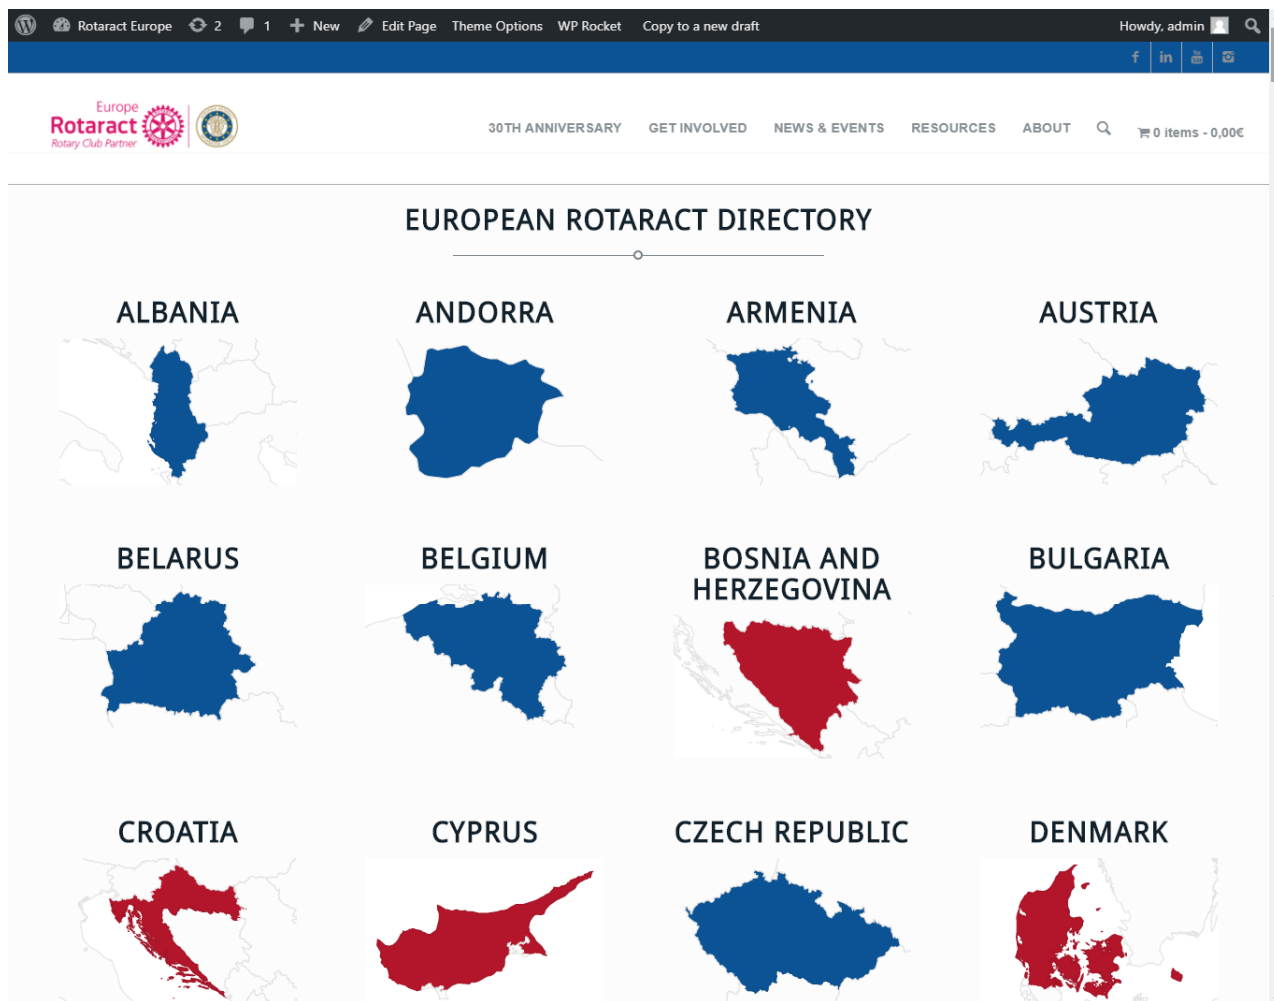 Rotaract Europe 2 1 New Edit Page Theme Options WP Rocket Copy to a new draft Howdy, admin
Europe
Rotaract
Rotary Club Partner
30TH ANNIVERSARY GET INVOLVED NEWS & EVENTS RESOURCES ABOUT 0 items - 0,00€
EUROPEAN ROTARACT DIRECTORY
ALBANIA ANDORRA ARMENIA AUSTRIA
BELARUS BELGIUM BOSNIA AND HERZEGOVINA BULGARIA
CROATIA CYPRUS CZECH REPUBLIC DENMARK